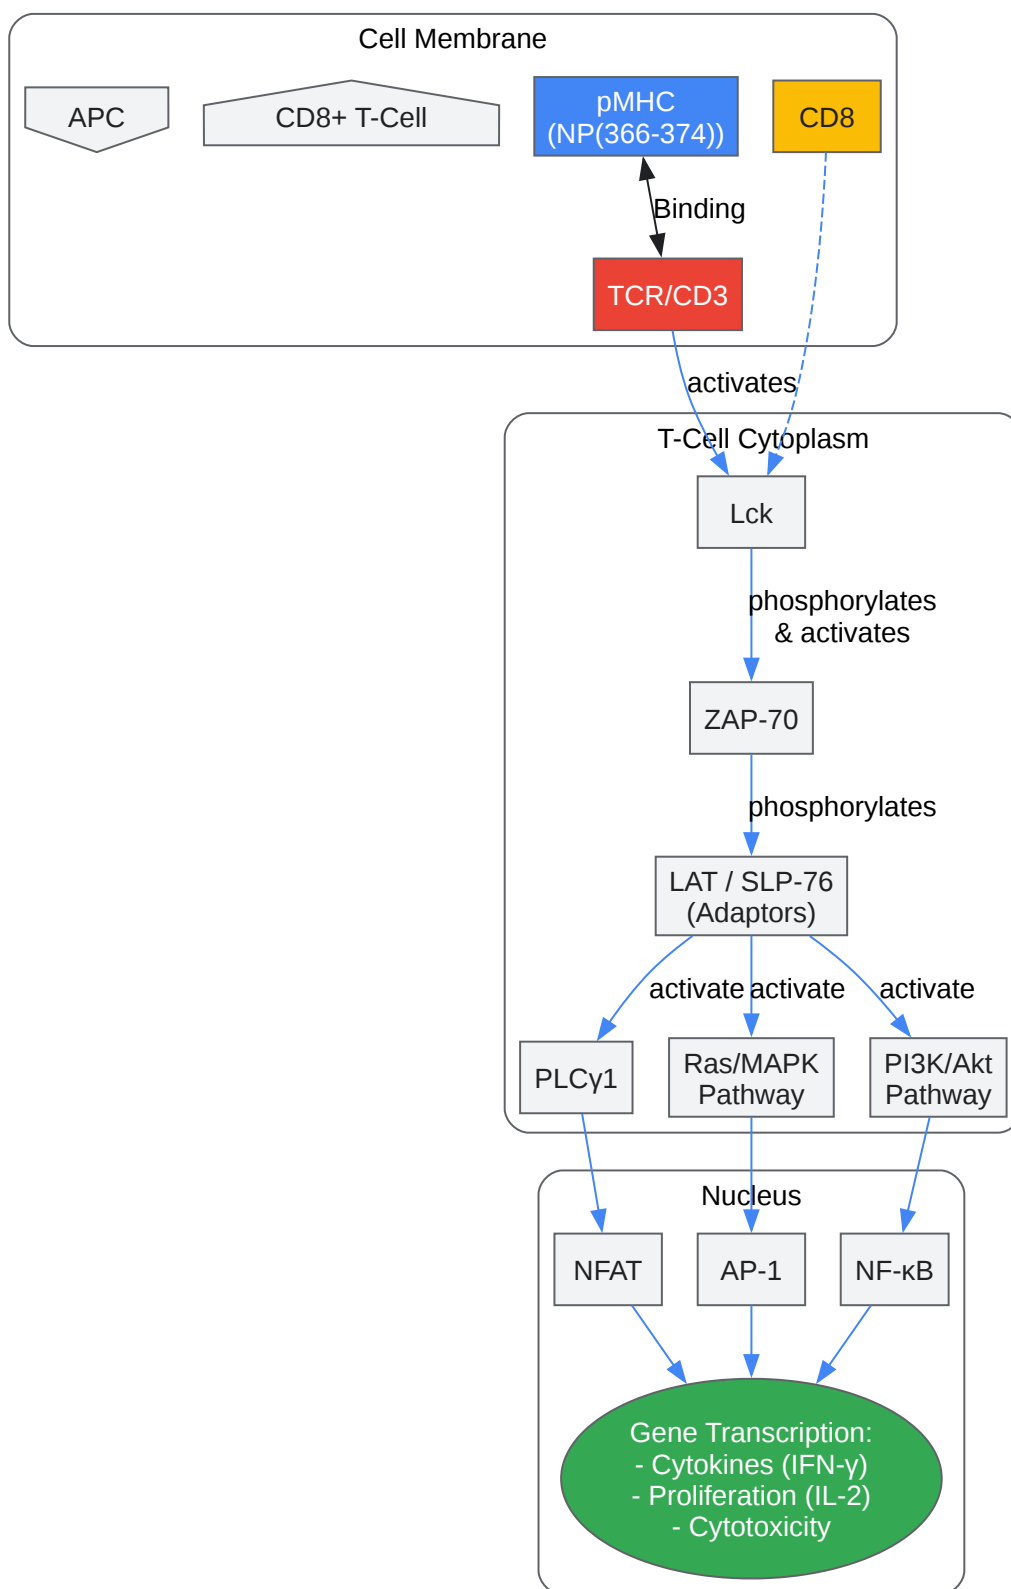 Cell Membrane
APC
CD8+ T-Cell
pMHC
(NP(366-374))
CD8
Binding
TCR/CD3
activates
T-Cell Cytoplasm
Lck
phosphorylates
& activates
ZAP-70
phosphorylates
LAT / SLP-76
(Adaptors)
activate
activate
activate
PLCγ1
Ras/MAPK
Pathway
PI3K/Akt
Pathway
Nucleus
NFAT
AP-1
NF-κB
Gene Transcription:
- Cytokines (IFN-γ)
- Proliferation (IL-2)
- Cytotoxicity